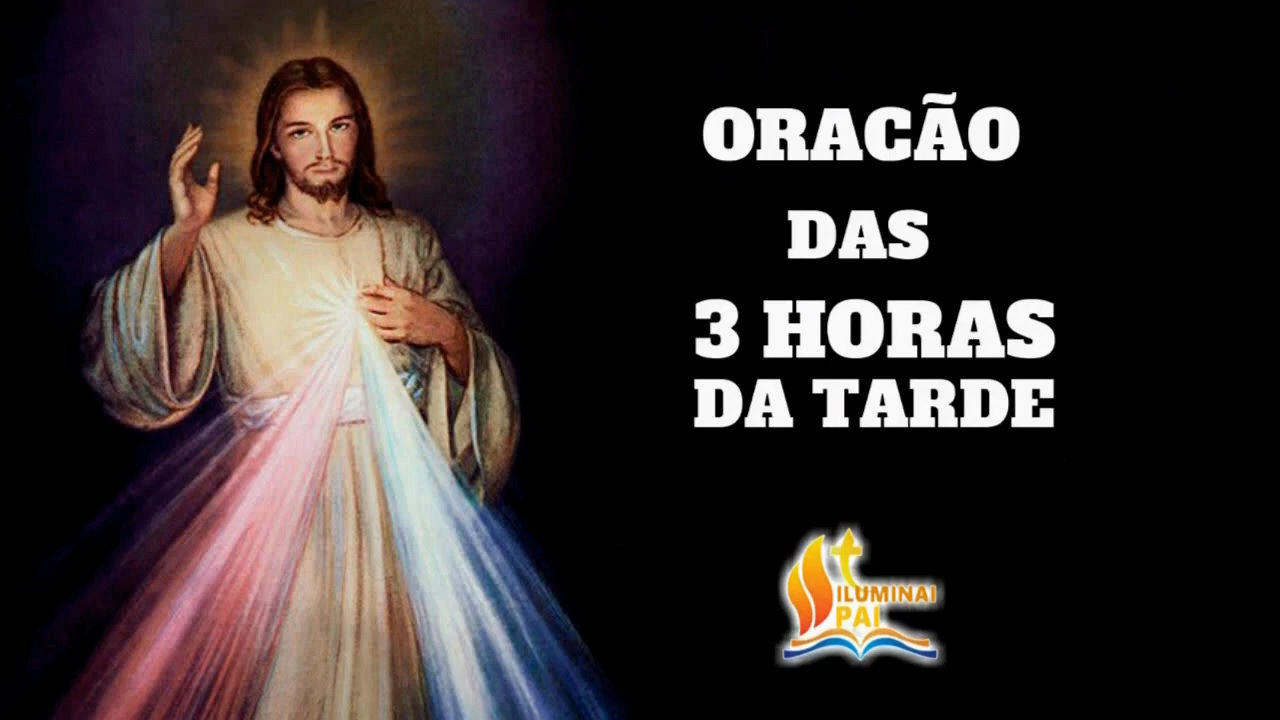 ORACÃO
DAS
3 HORAS
DA TARDE
ILUMINAI
PAI